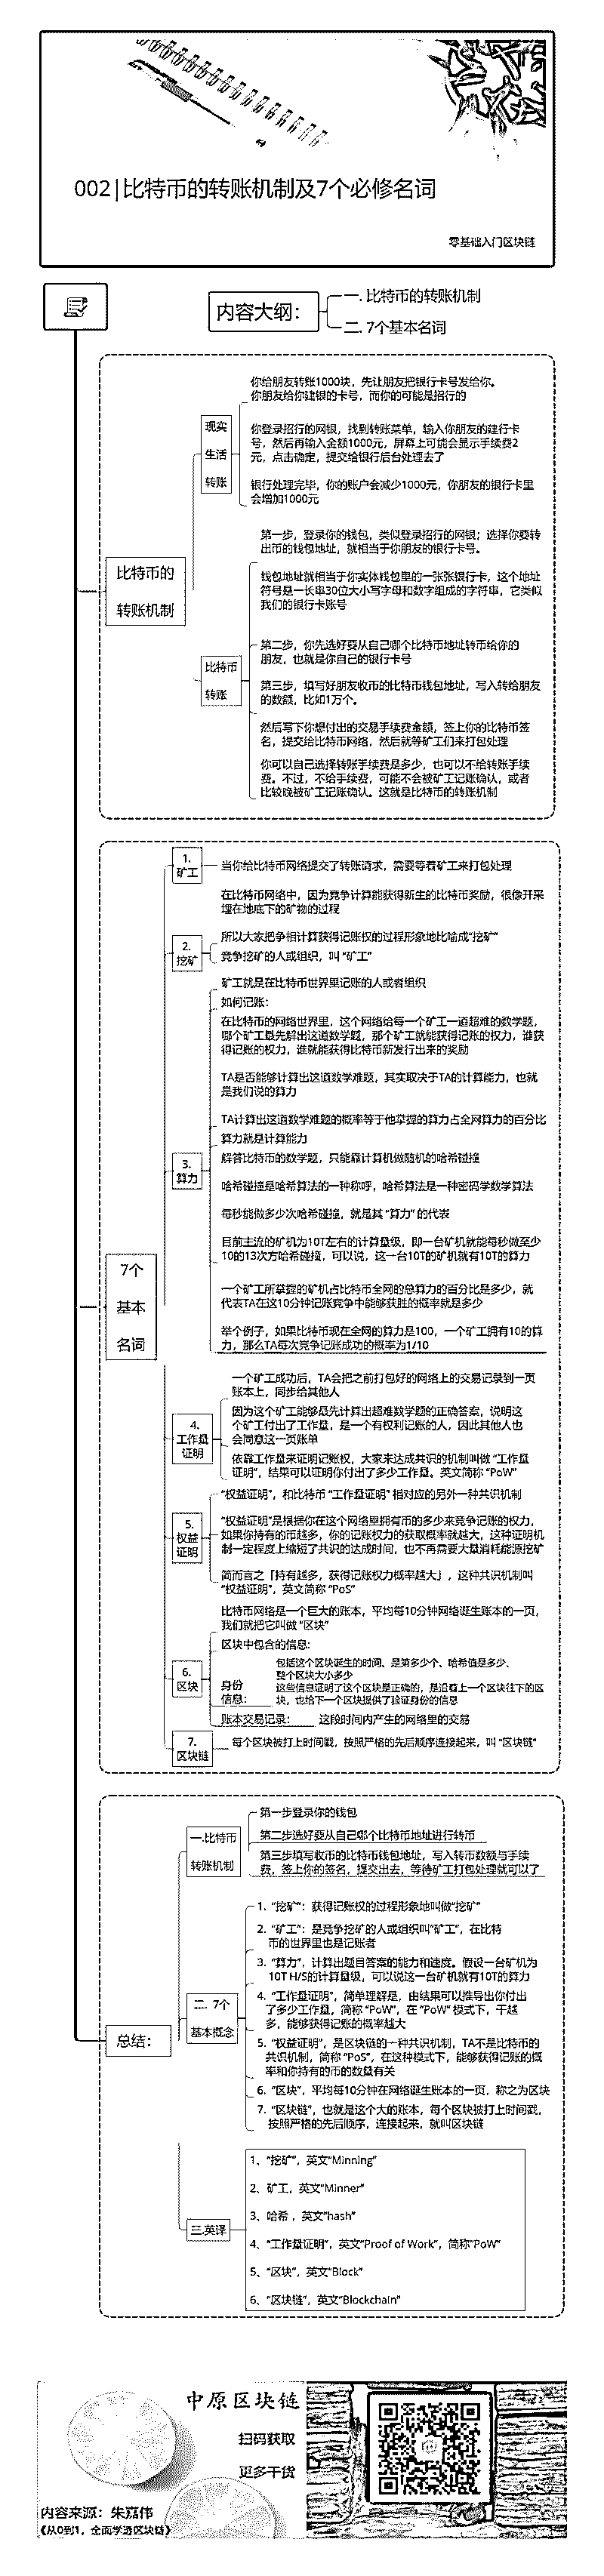 002|比特币的转账机制及7个必修名词
零基础入门区块链
内容大纲：
一. 比特币的转账机制
二. 7个基本名词
比特币的
转账机制
现实
生活
转账
你给朋友转账1000块，先让朋友把银行卡号发给你。
你朋友给你建银的卡号，而你的可能是招行的
你登录招行的网银，找到转账菜单，输入你朋友的建行卡
号，然后再输入金额1000元，屏幕上可能会显示手续费2
元，点击确定，提交给银行后台处理去了
银行处理完毕，你的账户会减少1000元，你朋友的银行卡里
会增加1000元
比特币
转账
第一步，登录你的钱包，类似登录招行的网银；选择你要转
出币的钱包地址，就相当于你朋友的银行卡号。
钱包地址就相当于你实体钱包里的一张张银行卡，这个地址
符号是一长串30位大小写字母和数字组成的字符串，它类似
我们的银行卡账号
第二步，你先选好要从自己哪个比特币地址转币给你的
朋友，也就是你自己的银行卡号
第三步，填写好朋友收币的比特币钱包地址，写入转给朋友
的数额，比如1万个。
然后写下你想付出的交易手续费金额，签上你的比特币签
名，提交给比特币网络，然后就等矿工们来打包处理
你可以自己选择转账手续费是多少，也可以不给转账手续
费。不过，不给手续费，可能不会被矿工记账确认，或者
比较晚被矿工记账确认。这就是比特币的转账机制
7个
基本
名词
1.
矿工
当你给比特币网络提交了转账请求，需要等着矿工来打包处理
2.
挖矿
在比特币网络中，因为竞争计算能获得新生的比特币奖励，很像开采
埋在地底下的矿物的过程
所以大家把争相计算获得记账权的过程形象地比喻成“挖矿”
竞争挖矿的人或组织，叫 “矿工”
3.
算力
矿工就是在比特币世界里记账的人或者组织
如何记账：
在比特币的网络世界里，这个网络给每一个矿工一道超难的数学题，
哪个矿工最先解出这道数学题，那个矿工就能获得记账的权力，谁获
得记账的权力，谁就能获得比特币新发行出来的奖励
TA是否能够计算出这道数学难题，其实取决于TA的计算能力，也就
是我们说的算力
TA计算出这道数学难题的概率等于他掌握的算力占全网算力的百分比
算力就是计算能力
解答比特币的数学题，只能靠计算机做随机的哈希碰撞
哈希碰撞是哈希算法的一种称呼，哈希算法是一种密码学数学算法
每秒能做多少次哈希碰撞，就是其 “算力” 的代表
目前主流的矿机为10T左右的计算量级，即一台矿机就能每秒做至少
10的13次方哈希碰撞，可以说，这一台10T的矿机就有10T的算力
一个矿工所掌握的矿机占比特币全网的总算力的百分比是多少，就
代表TA在这10分钟记账竞争中能够获胜的概率就是多少
举个例子，如果比特币现在全网的算力是100，一个矿工拥有10的算
力，那么TA每次竞争记账成功的概率为1/10
4.
工作量
证明
一个矿工成功后，TA会把之前打包好的网络上的交易记录到一页
账本上，同步给其他人
因为这个矿工能够最先计算出超难数学题的正确答案，说明这
个矿工付出了工作量，是一个有权利记账的人，因此其他人也
会同意这一页账单
依靠工作量来证明记账权，大家来达成共识的机制叫做 “工作量
证明”，结果可以证明你付出了多少工作量。英文简称 “PoW”
5.
权益
证明
“权益证明”，和比特币 “工作量证明” 相对应的另外一种共识机制
“权益证明”是根据你在这个网络里拥有币的多少来竞争记账的权力，
如果你持有的币越多，你的记账权力的获取概率就越大，这种证明机
制一定程度上缩短了共识的达成时间，也不再需要大量消耗能源挖矿
简而言之「持有越多，获得记账权力概率越大」，这种共识机制叫
“权益证明”，英文简称 “PoS”
6.
区块
比特币网络是一个巨大的账本，平均每10分钟网络诞生账本的一页，
我们就把它叫做 “区块”
区块中包含的信息:
身份
信息：
包括这个区块诞生的时间、是第多少个、哈希值是多少、
整个区块大小多少
这些信息证明了这个区块是正确的，是沿着上一个区块往下的区
块，也给下一个区块提供了验证身份的信息
账本交易记录：
这段时间内产生的网络里的交易
7.
区块链
每个区块被打上时间戳，按照严格的先后顺序连接起来，叫 “区块链”
总结：
一.比特币
转账机制
第一步登录你的钱包
第二步选好要从自己哪个比特币地址进行转币
第三步填写收币的比特币钱包地址，写入转币数额与手续
费，签上你的签名，提交出去，等待矿工打包处理就可以了
二. 7个
基本概念
1. “挖矿”：获得记账权的过程形象地叫做“挖矿”
2. “矿工”：是竞争挖矿的人或组织叫“矿工”，在比特
币的世界里也是记账者
3. “算力”，计算出题目答案的能力和速度。假设一台矿机为
10T H/S的计算量级，可以说这一台矿机就有10T的算力
4. “工作量证明”，简单理解是，由结果可以推导出你付出
了多少工作量，简称 “PoW”，在 “PoW” 模式下，干越
多，能够获得记账的概率越大
5. “权益证明”，是区块链的一种共识机制，TA不是比特币的
共识机制，简称 “PoS”，在这种模式下，能够获得记账的概
率和你持有的币的数量有关
6. “区块”，平均每10分钟在网络诞生账本的一页，称之为区块
7. “区块链”，也就是这个大的账本，每个区块被打上时间戳，
按照严格的先后顺序，连接起来，就叫区块链
三.英译
1、“挖矿”，英文“Minning”
2、矿工，英文“Minner”
3、哈希 ，英文“hash”
4、“工作量证明”，英文“Proof of Work”，简称“PoW”
5、“区块”，英文“Block”
6、“区块链”，英文“Blockchain”
中原区块链
扫码获取
更多干货
内容来源：朱嘉伟
《从0到1，全面学透区块链》